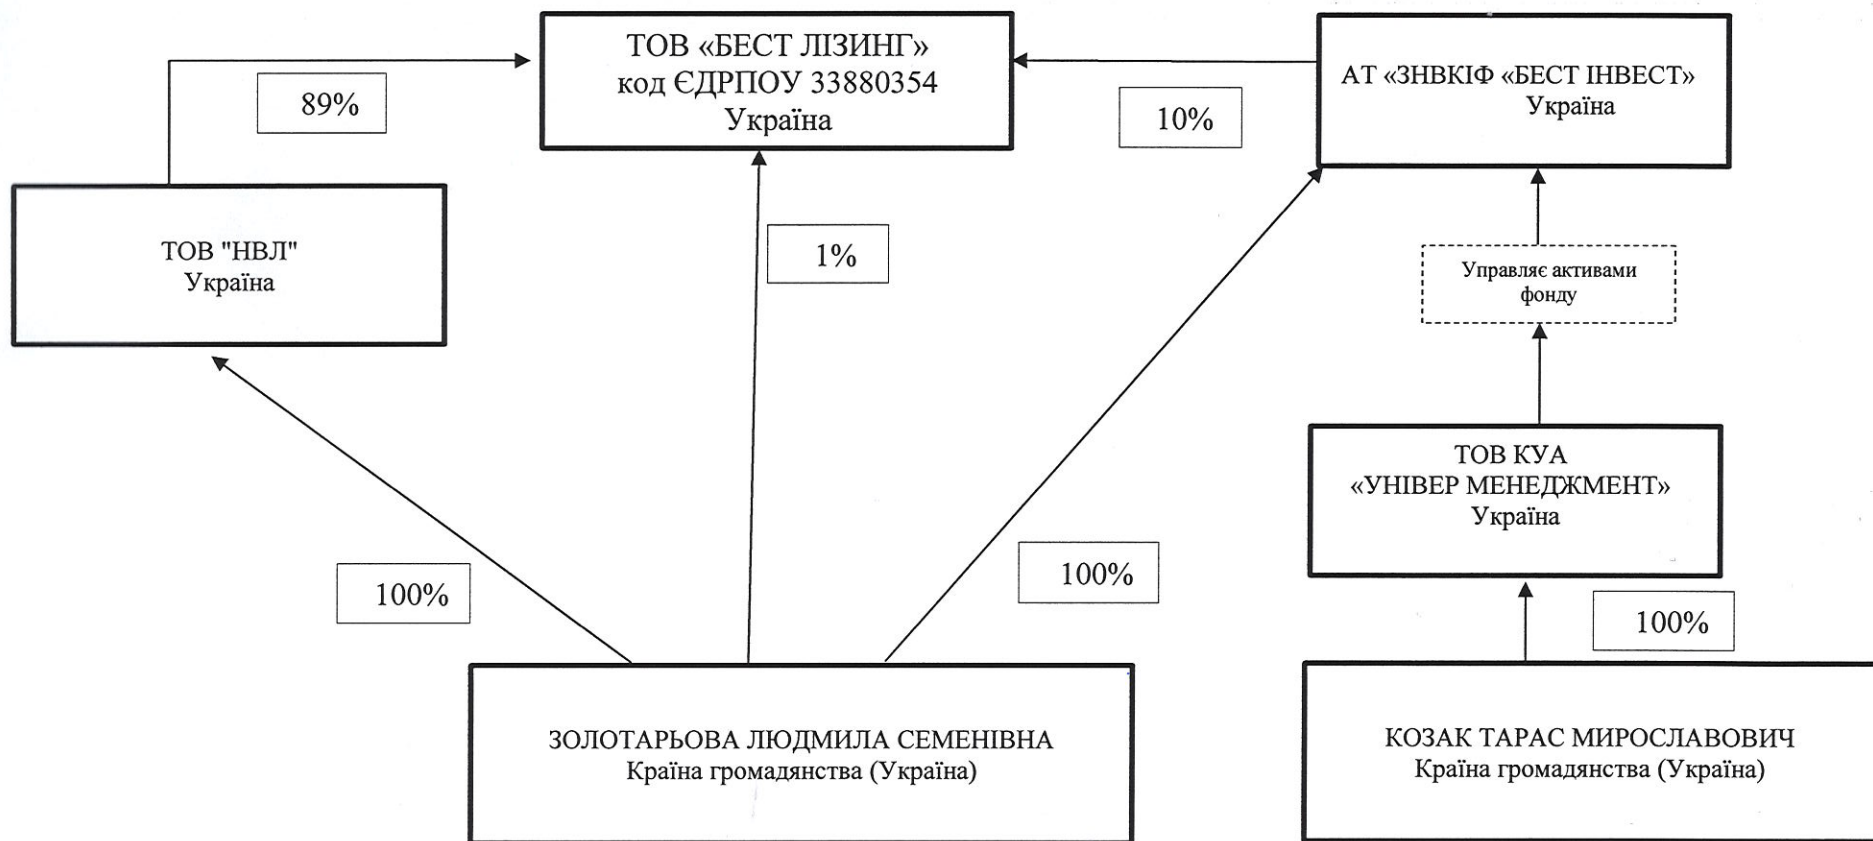 ТОВ «БЕСТ ЛІЗИНГ»
код ЄДРПОУ 33880354
Україна
АТ «ЗНВКІФ «БЕСТ ІНВЕСТ»
Україна
89%
10%
ТОВ "НВЛ"
Україна
1%
Управляє активами
фонду
ТОВ КУА
«УНІВЕР МЕНЕДЖМЕНТ»
Україна
100%
100%
100%
ЗОЛОТАРЬОВА ЛЮДМИЛА СЕМЕНІВНА
Країна громадянства (Україна)
КОЗАК ТАРАС МИРОСЛАВОВИЧ
Країна громадянства (Україна)